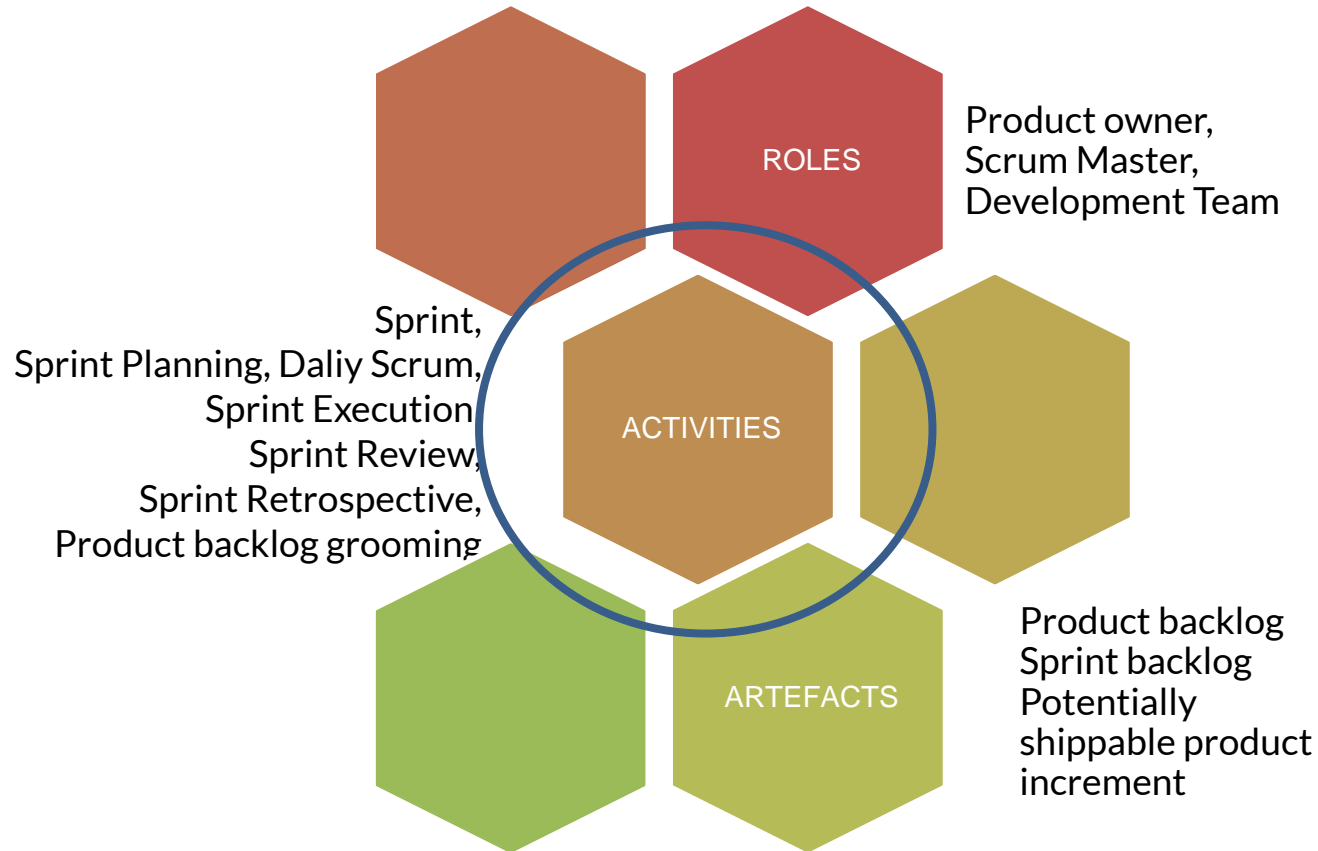 ROLES
Product owner,
Scrum Master,
Development Team
Sprint,
Sprint Planning, Daliy Scrum,
Sprint Execution
Sprint Review,
Sprint Retrospective,
Product backlog grooming
ACTIVITIES
ARTEFACTS
Product backlog
Sprint backlog
Potentially
shippable product
increment